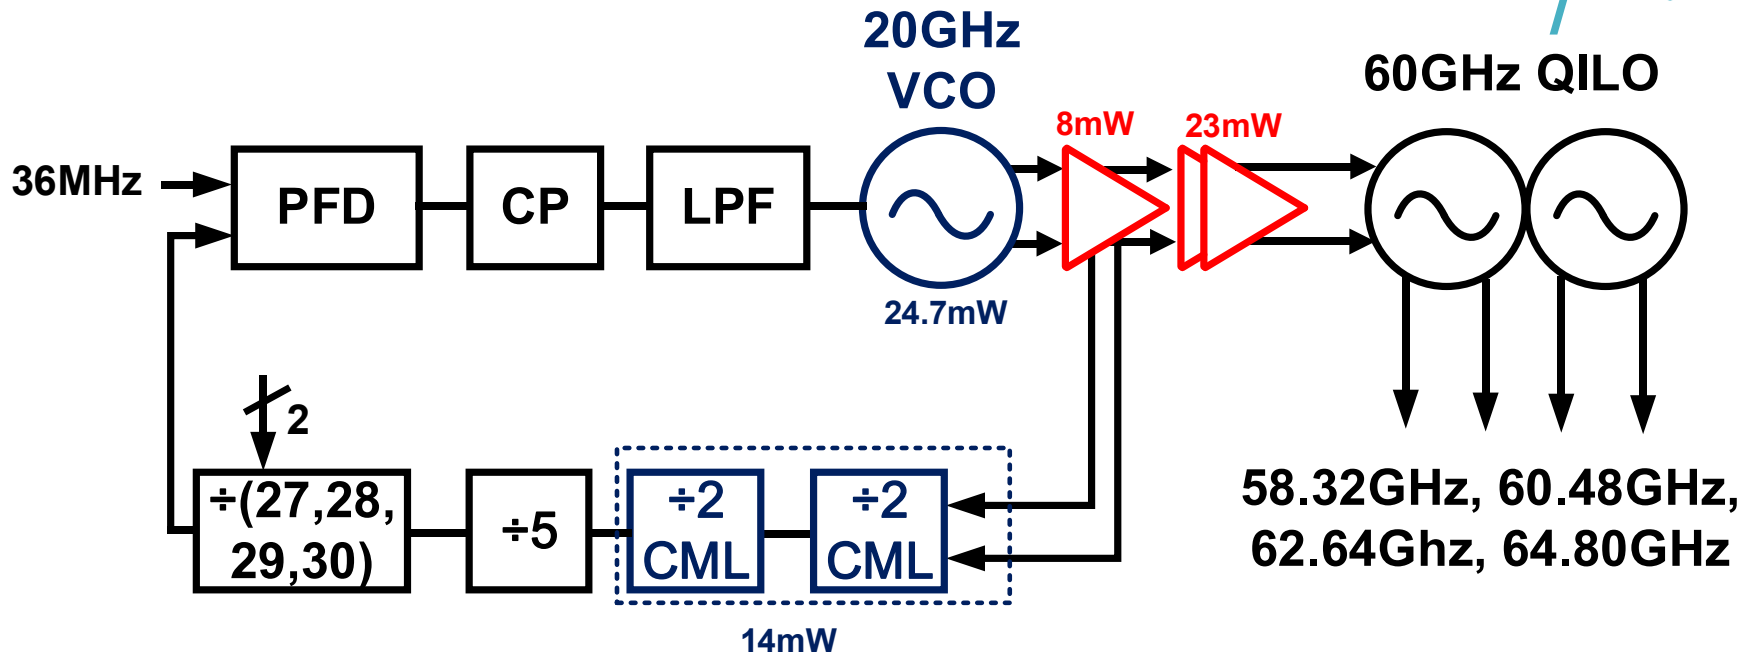 20GHz
VCO
60GHz QILO
8mW
23mW
36MHz
PFD
CP
LPF
24.7mW
2
÷(27,28,
29,30)
÷5
÷2
CML
÷2
CML
14mW
58.32GHz, 60.48GHz,
62.64Ghz, 64.80GHz